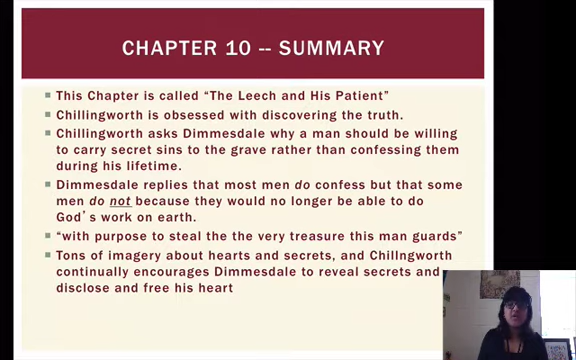 CHAPTER 10 -- SUMMARY
This Chapter is called “The Leech and His Patient”
Chillingworth is obsessed with discovering the truth.
Chillingworth asks Dimmesdale why a man should be willing
to carry secret sins to the grave rather than confessing them
during his lifetime.
Dimmesdale replies that most men do confess but that some
men do not because they would no longer be able to do
God’s work on earth.
“with purpose to steal the the very treasure this man guards”
Tons of imagery about hearts and secrets, and Chillngworth
continually encourages Dimmesdale to reveal secrets and
disclose and free his heart